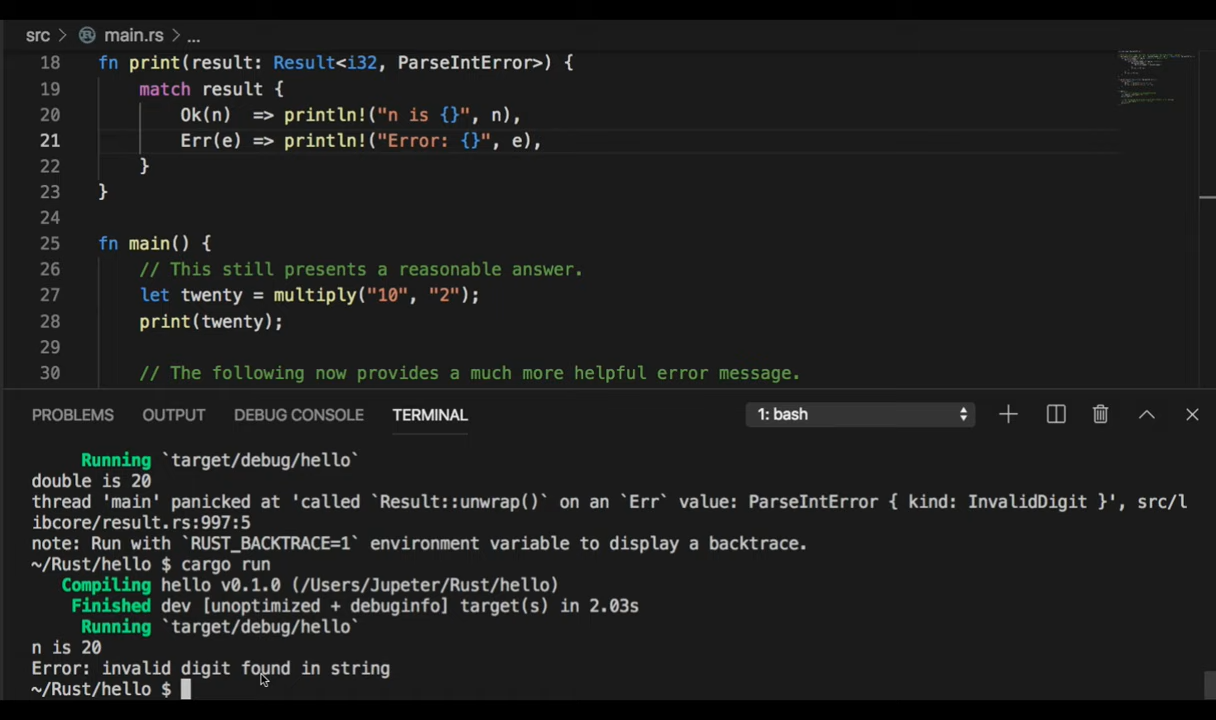 src > main.rs > ...
18 fn print(result: Result<i32, ParseIntError>) {
19 match result {
20 Ok(n)  => println!("n is {}", n),
21 Err(e) => println!("Error: {}", e),
22 }
23 }
24
25 fn main() {
26 // This still presents a reasonable answer.
27 let twenty = multiply("10", "2");
28 print(twenty);
29
30 // The following now provides a much more helpful error message.
PROBLEMS OUTPUT DEBUG CONSOLE TERMINAL 1: bash
Running `target/debug/hello`
double is 20
thread 'main' panicked at 'called `Result::unwrap()` on an `Err` value: ParseIntError { kind: InvalidDigit }', src/l
ibcore/result.rs:997:5
note: Run with `RUST_BACKTRACE=1` environment variable to display a backtrace.
~/Rust/hello $ cargo run
Compiling hello v0.1.0 (/Users/Jupeter/Rust/hello)
Finished dev [unoptimized + debuginfo] target(s) in 2.03s
Running `target/debug/hello`
n is 20
Error: invalid digit found in string
~/Rust/hello $